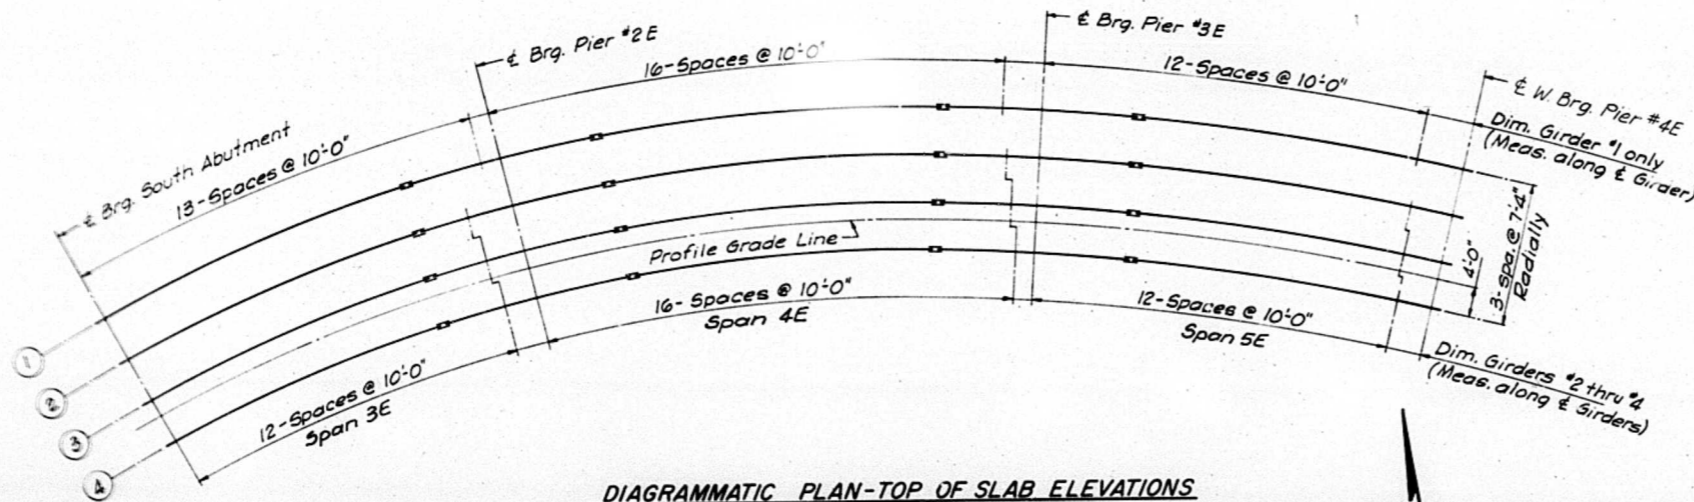 ℄ Brg. South Abutment
13-Spaces @ 10'-0"
℄ Brg. Pier #2E
16-Spaces @ 10'-0"
℄ Brg. Pier #3E
12-Spaces @ 10'-0"
℄ W. Brg. Pier #4E
Dim. Girder #1 only
(Meas. along ℄ Girder)
3-spa. @ 7'-4"
Radially
4'-0"
Profile Grade Line
1
2
3
4
12-Spaces @ 10'-0"
Span 3E
16-Spaces @ 10'-0"
Span 4E
12-Spaces @ 10'-0"
Span 5E
Dim. Girders #2 thru #4
(Meas. along ℄ Girders)
DIAGRAMMATIC PLAN-TOP OF SLAB ELEVATIONS